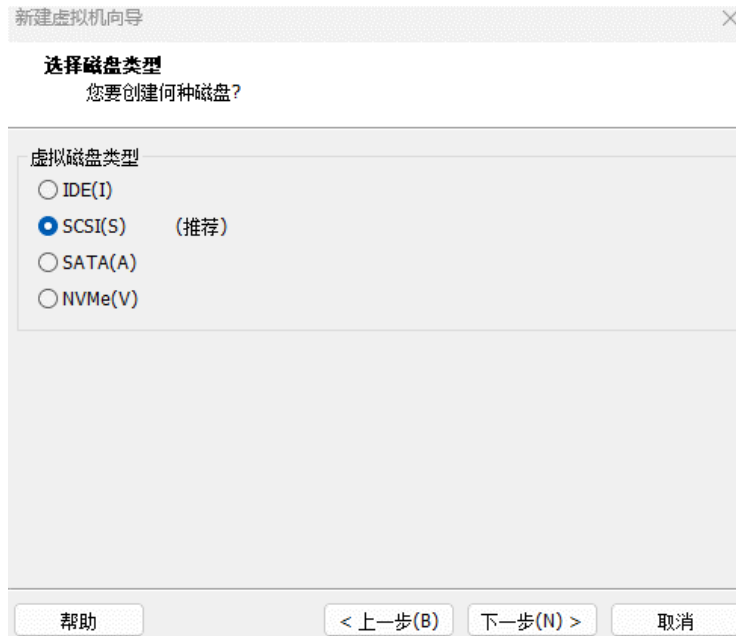 新建虚拟机向导
选择磁盘类型
您要创建何种磁盘?
虚拟磁盘类型
IDE(I)
SCSI(S) (推荐)
SATA(A)
NVMe(V)
帮助 < 上一步(B) 下一步(N) > 取消